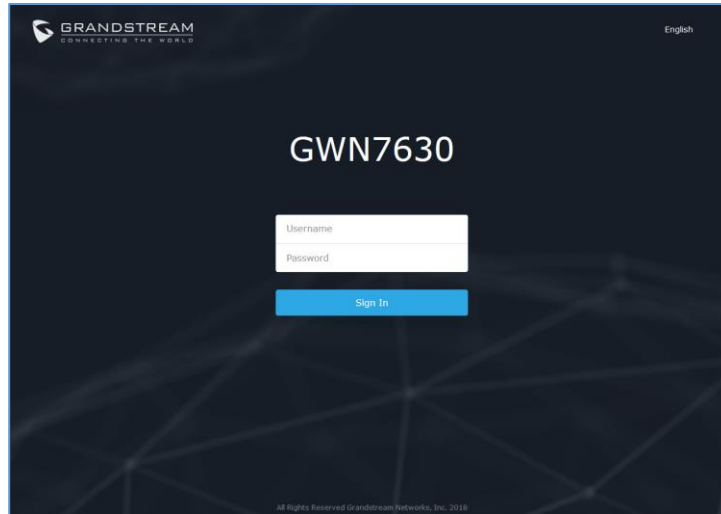 GRANDSTREAM
CONNECTING THE WORLD
English
GWN7630
Username
Password
Sign In
All Rights Reserved Grandstream Networks, Inc. 2018